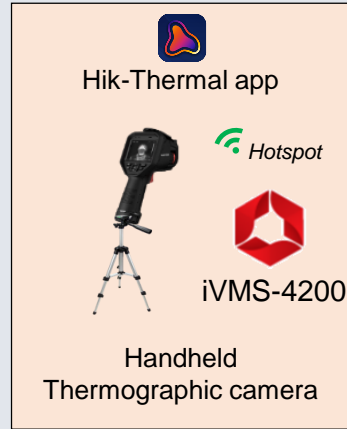 Hik-Thermal app
Hotspot
iVMS-4200
Handheld
Thermographic camera